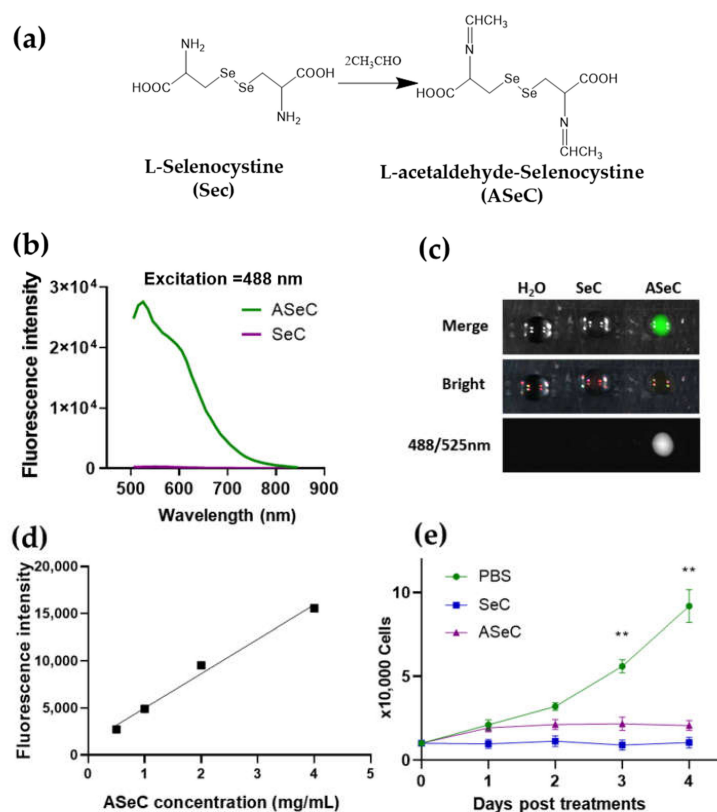 (a)
NH₂
HOOC
Se
Se
COOH
NH₂
2CH₃CHO
CHCH₃
N
HOOC
Se
Se
COOH
N
CHCH₃
L-Selenocystine
(Sec)
L-acetaldehyde-Selenocystine
(ASeC)
(b)
Excitation =488 nm
ASeC
SeC
Fluorescence intensity
3×10⁴
2×10⁴
1×10⁴
0
500 600 700 800 900
Wavelength (nm)
(c)
H₂O SeC ASeC
Merge
Bright
488/525nm
(d)
Fluorescence intensity
20,000
15,000
10,000
5,000
0
0 1 2 3 4 5
ASeC concentration (mg/mL)
(e)
PBS
SeC
ASeC
**
**
x10,000 Cells
10
5
0
0 1 2 3 4
Days post treatments